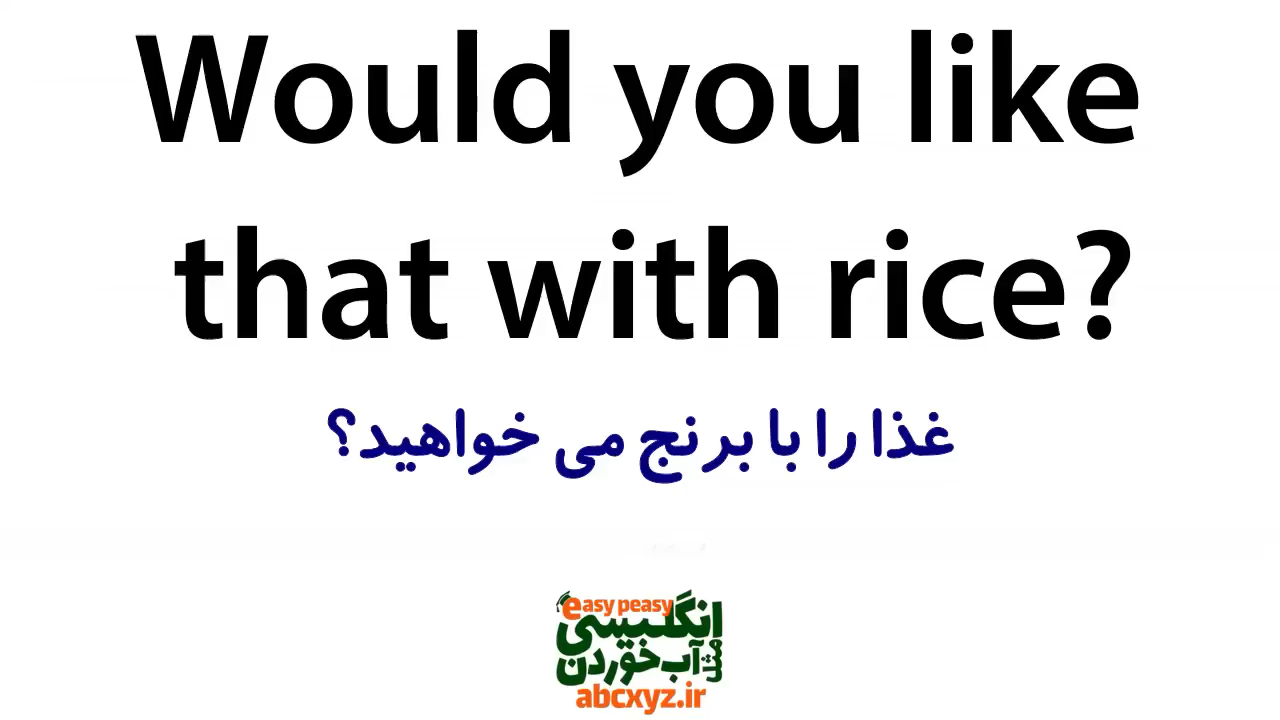 Would you like
that with rice?
غذا را با برنج می خواهید؟
easy peasy
انگلیسی
مثل آب خوردن
abcxyz.ir